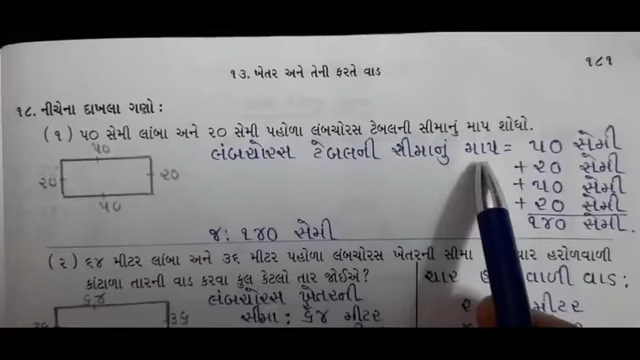 ૧૩. ખેતર અને તેની ફરતે વાડ
૧૮૧
૧૮. નીચેના દાખલા ગણો :
(૧) ૫૦ સેમી લાંબા અને ૨૦ સેમી પહોળા લંબચોરસ ટેબલની સીમાનું માપ શોધો.
૫૦
૨૦ ૨૦
૫૦
લંબચોરસ ટેબલની સીમાનું માપ = ૫૦ સેમી
+ ૨૦ સેમી
+ ૫૦ સેમી
+ ૨૦ સેમી
૧૪૦ સેમી.
જ: ૧૪૦ સેમી
(૨) ૬૪ મીટર લાંબા અને ૩૬ મીટર પહોળા લંબચોરસ ખેતરની સીમા ચાર હરોળવાળી
કાંટાળા તારની વાડ કરવા કુલ કેટલો તાર જોઈએ?
૬૪
૩૬
લંબચોરસ ખેતરની
સીમા : ૬૪ મીટર
ચાર વાળી વાડ :
મીટર